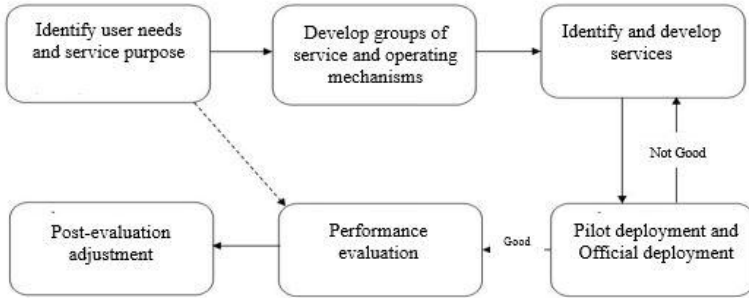 Identify user needs
and service purpose
Develop groups of
service and operating
mechanisms
Identify and develop
services
Not Good
Post-evaluation
adjustment
Performance
evaluation
Good
Pilot deployment and
Official deployment